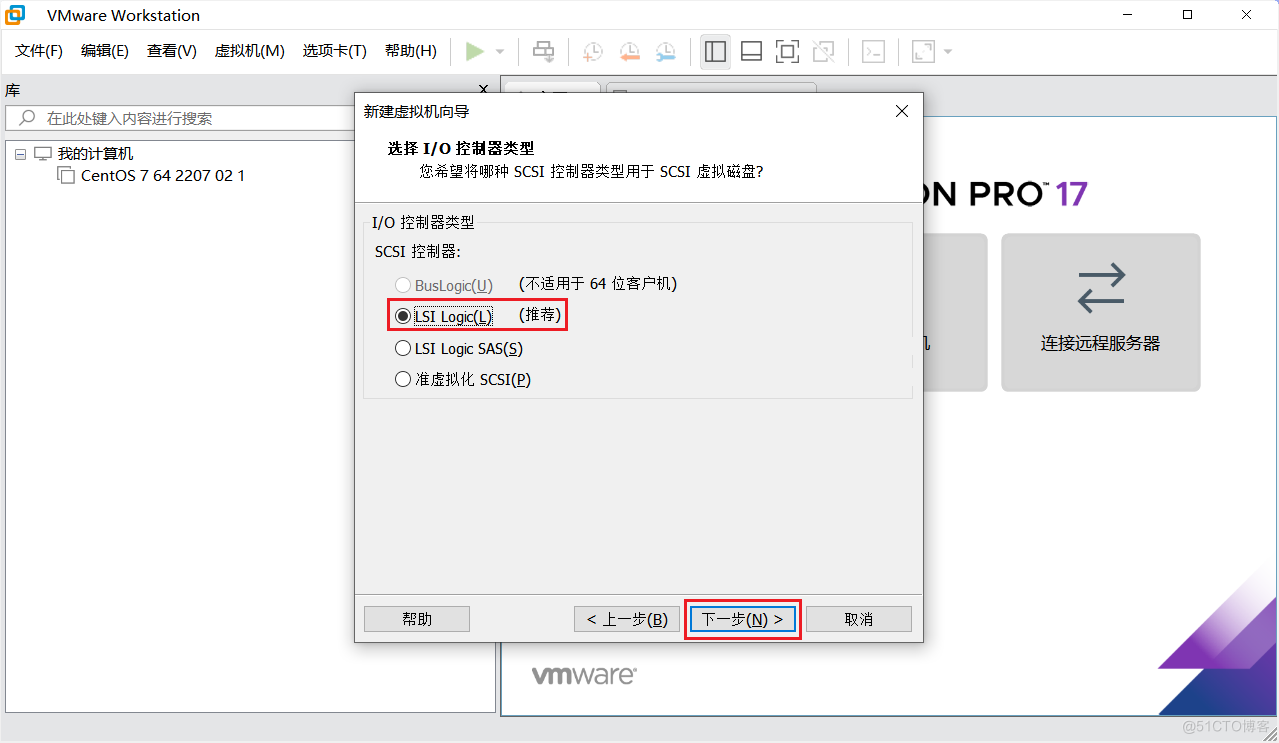 VMware Workstation
文件(F) 编辑(E) 查看(V) 虚拟机(M) 选项卡(T) 帮助(H)
库
在此处键入内容进行搜索
我的计算机
CentOS 7 64 2207 02 1
新建虚拟机向导
选择 I/O 控制器类型
您希望将哪种 SCSI 控制器类型用于 SCSI 虚拟磁盘?
I/O 控制器类型
SCSI 控制器:
BusLogic(U) (不适用于 64 位客户机)
LSI Logic(L) (推荐)
LSI Logic SAS(S)
准虚拟化 SCSI(P)
帮助
< 上一步(B)
下一步(N) >
取消
ON PRO™ 17
机
连接远程服务器
vmware®
@51CTO博客